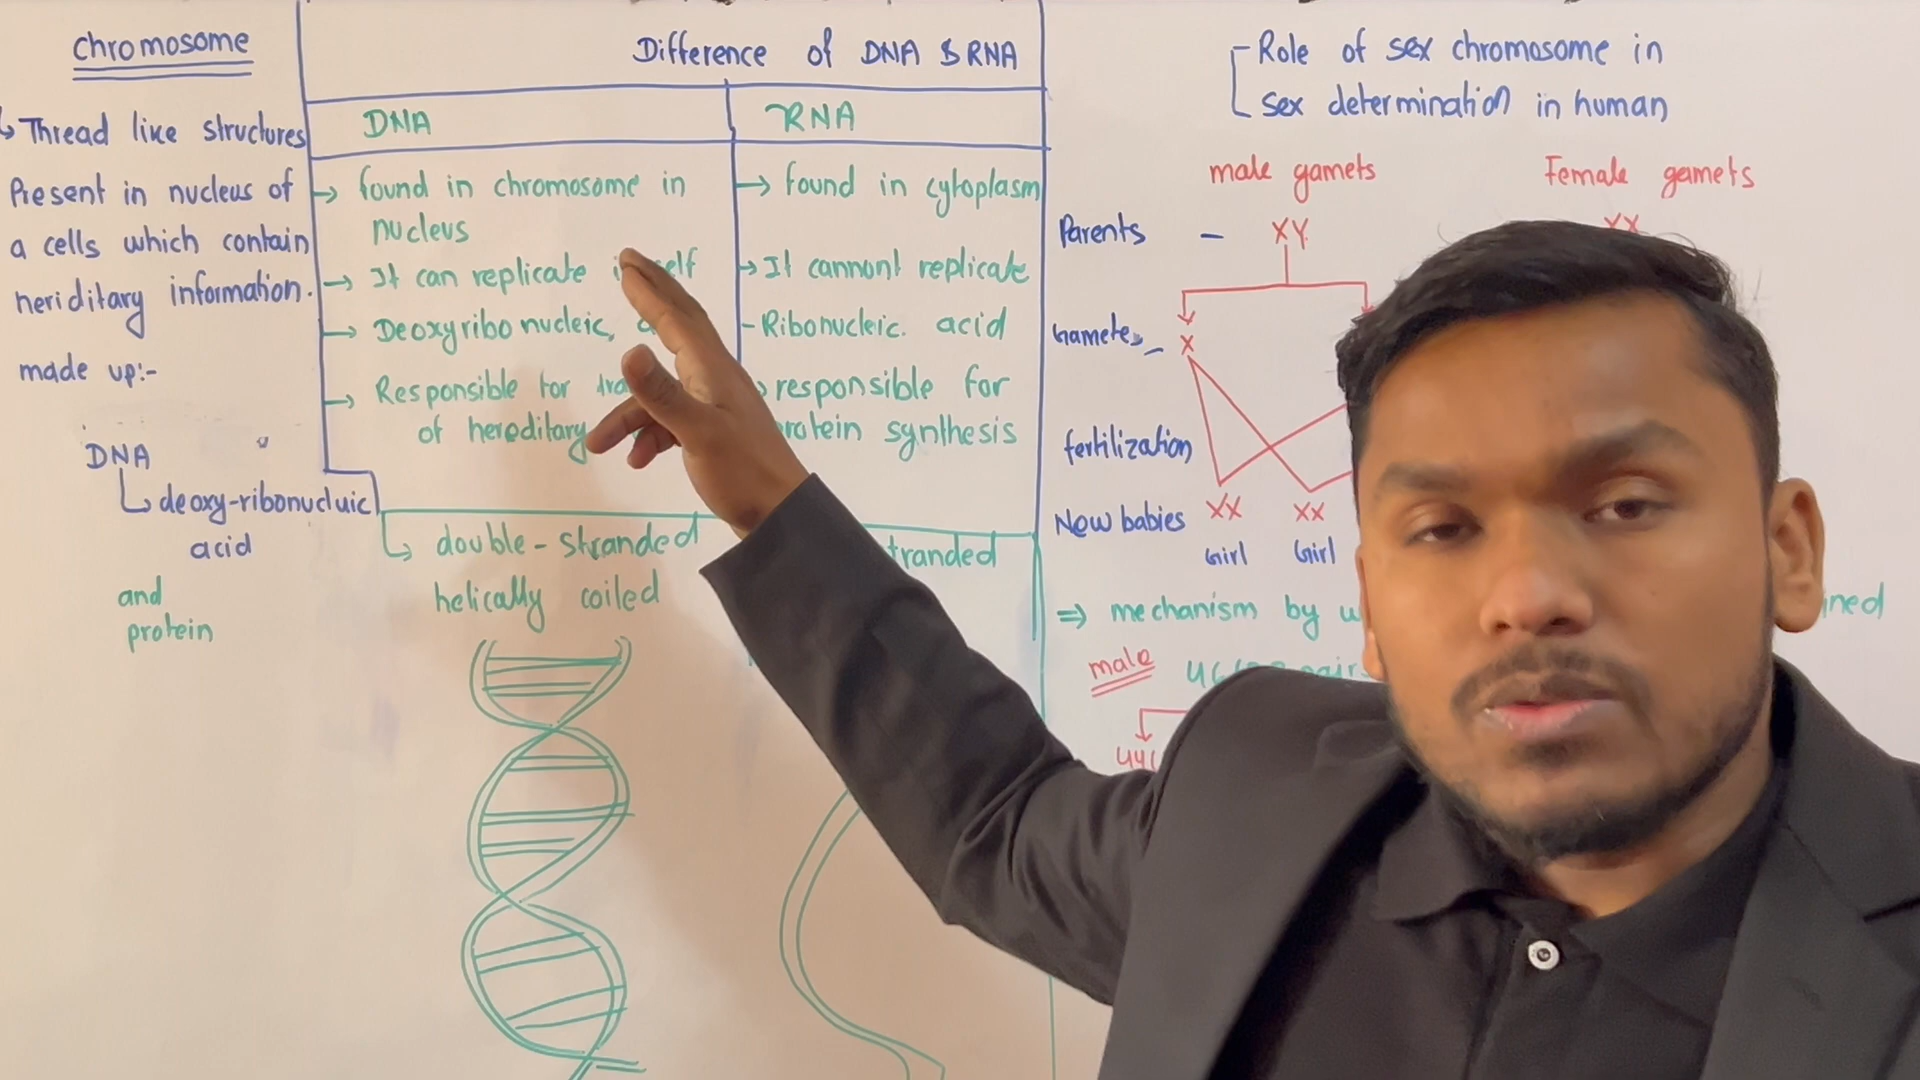 Chromosome
↳ Thread like structures
Present in nucleus of
a cells which contain
heriditary information.
made up:-
DNA
↳ deoxy-ribonucluic
acid
and
protein
Difference of DNA & RNA
DNA
→ found in chromosome in
nucleus
→ It can replicate
→ Deoxyribonucleic,
→ Responsible for
of hereditary
↳ double-stranded
helically coiled
RNA
→ found in cytoplasm
→ It cannont replicate
- Ribonucleic. acid
responsible for
protein synthesis
Role of sex chromosome in
sex determination in human
male gamets Female gamets
Parents - XY XX
Gametes - X
fertilization
New babies XX XX
Girl Girl
⇒ mechanism by
male